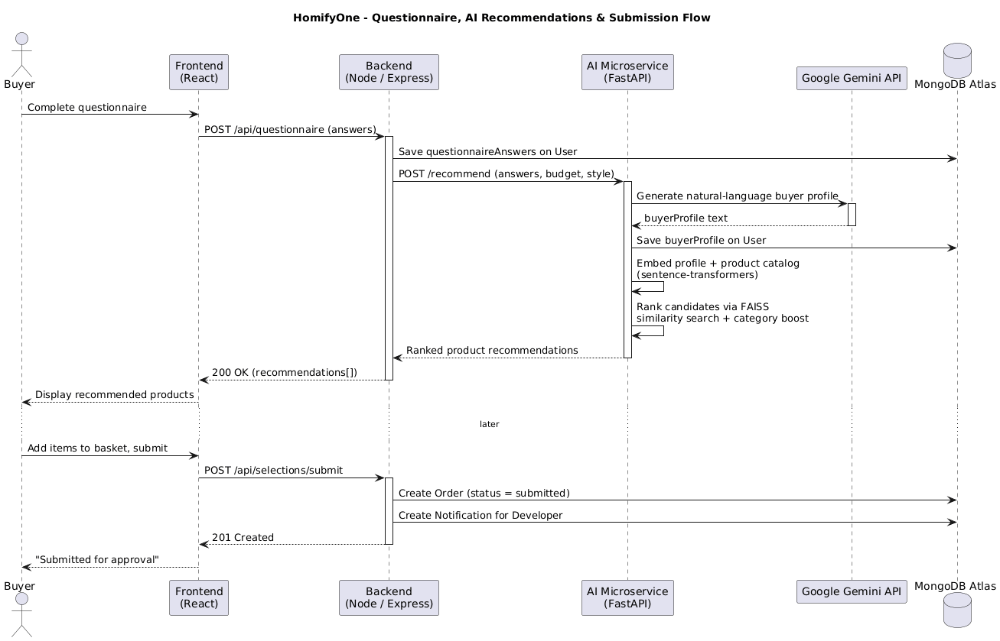 HomifyOne - Questionnaire, AI Recommendations & Submission Flow
Buyer
Frontend
(React)
Backend
(Node / Express)
AI Microservice
(FastAPI)
Google Gemini API
MongoDB Atlas
Complete questionnaire
POST /api/questionnaire (answers)
Save questionnaireAnswers on User
POST /recommend (answers, budget, style)
Generate natural-language buyer profile
buyerProfile text
Save buyerProfile on User
Embed profile + product catalog
(sentence-transformers)
Rank candidates via FAISS
similarity search + category boost
Ranked product recommendations
200 OK (recommendations[])
Display recommended products
later
Add items to basket, submit
POST /api/selections/submit
Create Order (status = submitted)
Create Notification for Developer
201 Created
"Submitted for approval"
Buyer
Frontend
(React)
Backend
(Node / Express)
AI Microservice
(FastAPI)
Google Gemini API
MongoDB Atlas